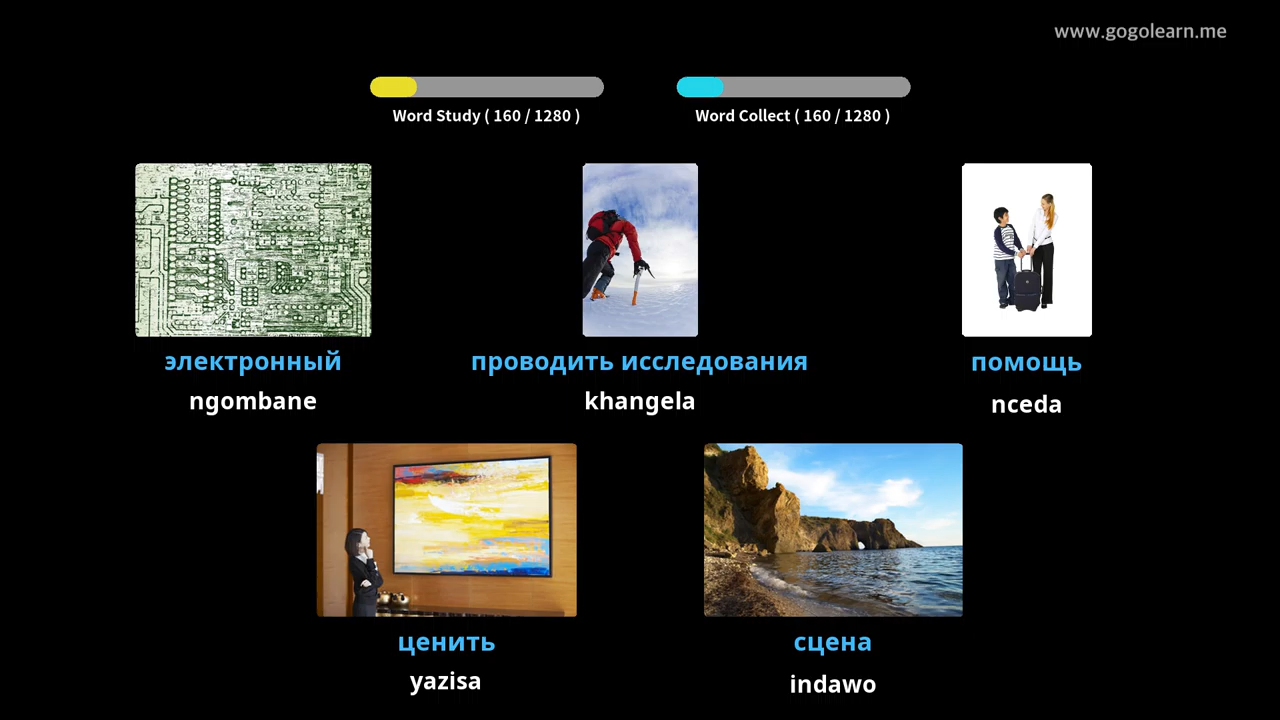 www.gogolearn.me
Word Study ( 160 / 1280 )
Word Collect ( 160 / 1280 )
электронный
ngombane
проводить исследования
khangela
помощь
nceda
ценить
yazisa
сцена
indawo